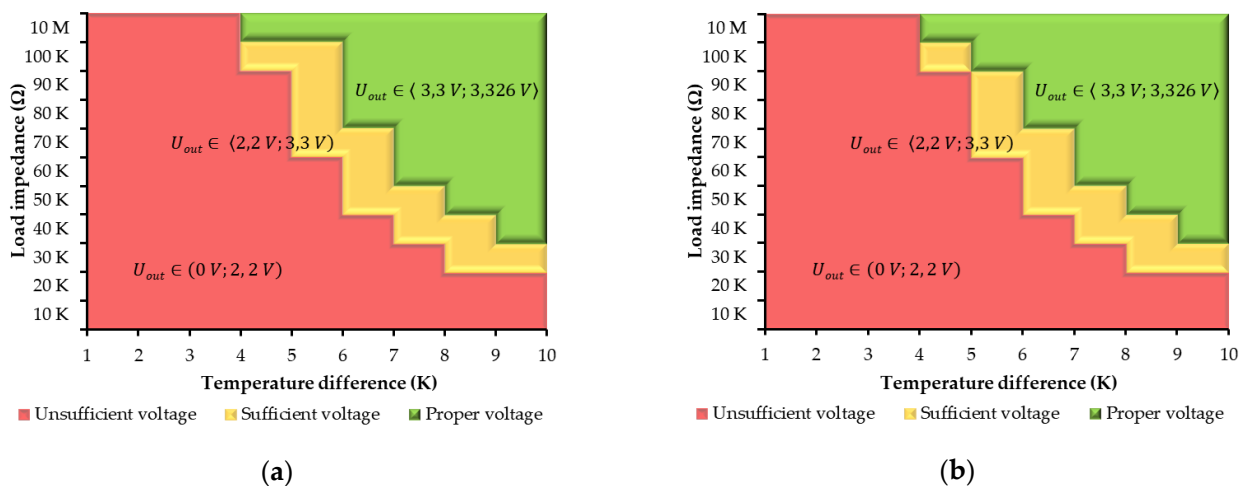 10 M
100 K
90 K
80 K
70 K
60 K
50 K
40 K
30 K
20 K
10 K
Load impedance (Ω)
U_out ∈ ⟨ 3,3 V; 3,326 V⟩
U_out ∈ ⟨2,2 V; 3,3 V)
U_out ∈ (0 V; 2, 2 V)
1 2 3 4 5 6 7 8 9 10
Temperature difference (K)
Unsufficient voltage Sufficient voltage Proper voltage
(a)
10 M
100 K
90 K
80 K
70 K
60 K
50 K
40 K
30 K
20 K
10 K
Load impedance (Ω)
U_out ∈ ⟨ 3,3 V; 3,326 V⟩
U_out ∈ ⟨2,2 V; 3,3 V)
U_out ∈ (0 V; 2, 2 V)
1 2 3 4 5 6 7 8 9 10
Temperature difference (K)
Unsufficient voltage Sufficient voltage Proper voltage
(b)